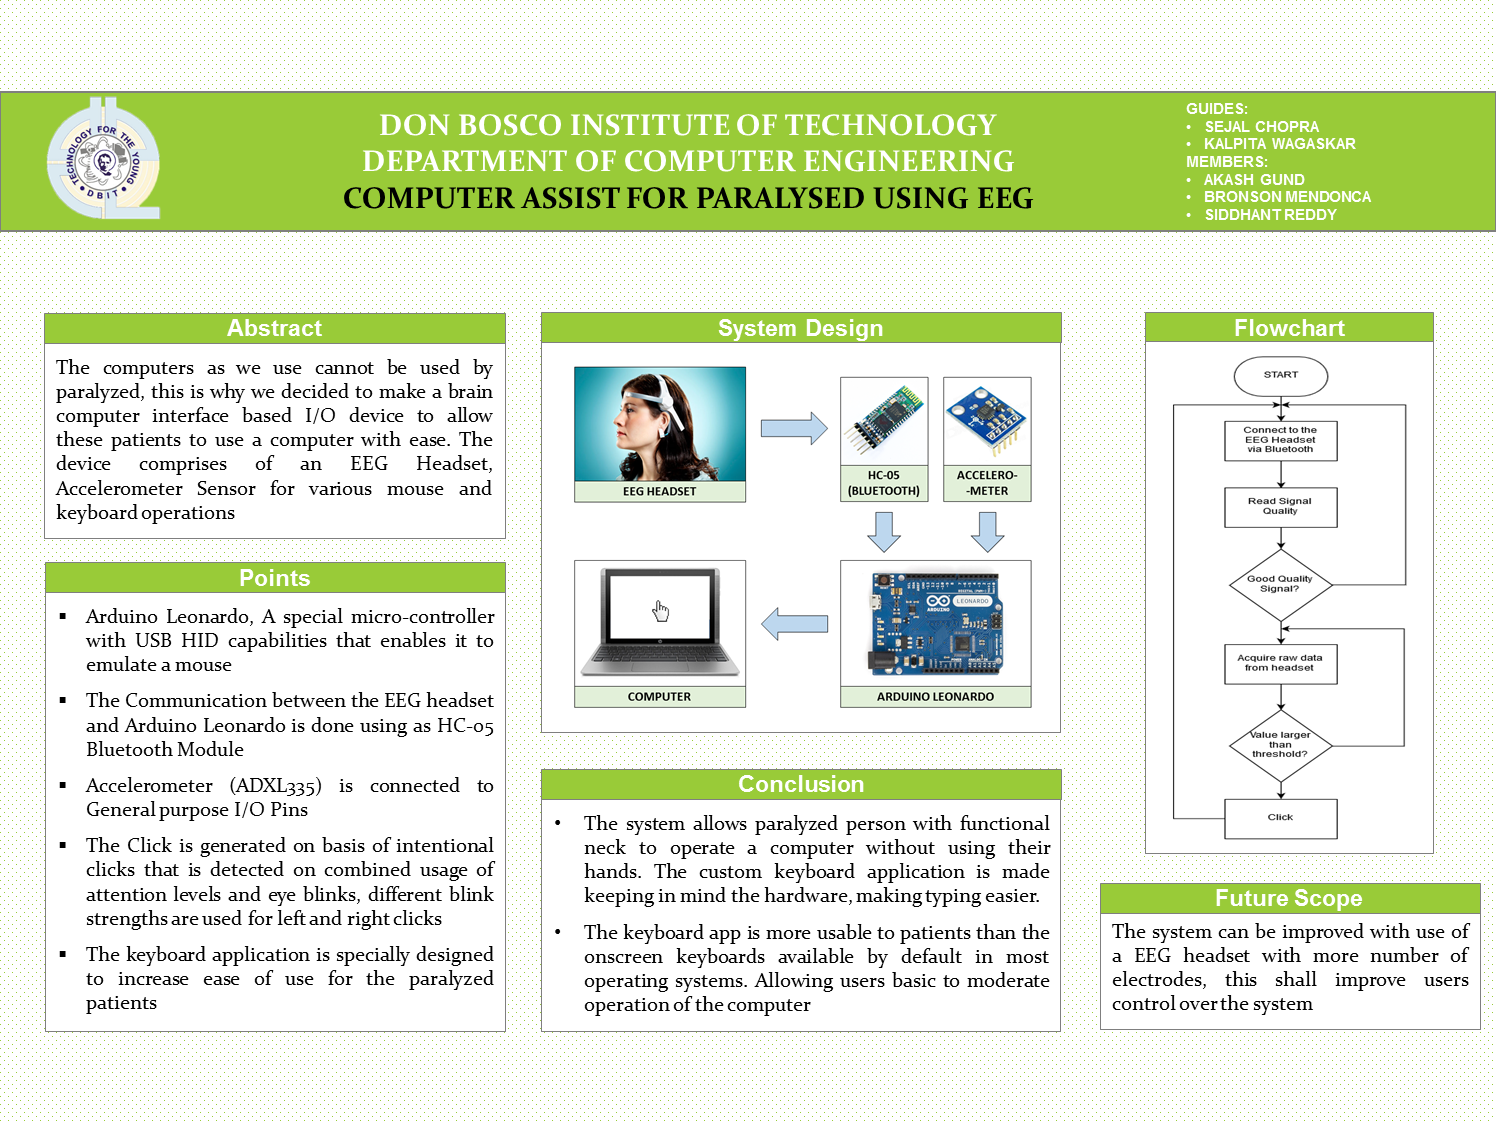 TECHNOLOGY FOR THE YOUNG
• DBIT •
DON BOSCO INSTITUTE OF TECHNOLOGY
DEPARTMENT OF COMPUTER ENGINEERING
COMPUTER ASSIST FOR PARALYSED USING EEG
GUIDES:
• SEJAL CHOPRA
• KALPITA WAGASKAR
MEMBERS:
• AKASH GUND
• BRONSON MENDONCA
• SIDDHANT REDDY
Abstract
The computers as we use cannot be used by
paralyzed, this is why we decided to make a brain
computer interface based I/O device to allow
these patients to use a computer with ease. The
device comprises of an EEG Headset,
Accelerometer Sensor for various mouse and
keyboard operations
Points
▪ Arduino Leonardo, A special micro-controller
with USB HID capabilities that enables it to
emulate a mouse
▪ The Communication between the EEG headset
and Arduino Leonardo is done using as HC-05
Bluetooth Module
▪ Accelerometer (ADXL335) is connected to
General purpose I/O Pins
▪ The Click is generated on basis of intentional
clicks that is detected on combined usage of
attention levels and eye blinks, different blink
strengths are used for left and right clicks
▪ The keyboard application is specially designed
to increase ease of use for the paralyzed
patients
System Design
EEG HEADSET
HC-05
(BLUETOOTH)
ACCELERO-
-METER
COMPUTER
ARDUINO
LEONARDO
ARDUINO LEONARDO
Conclusion
• The system allows paralyzed person with functional
neck to operate a computer without using their
hands. The custom keyboard application is made
keeping in mind the hardware, making typing easier.
• The keyboard app is more usable to patients than the
onscreen keyboards available by default in most
operating systems. Allowing users basic to moderate
operation of the computer
Flowchart
START
Connect to the
EEG Headset
via Bluetooth
Read Signal
Quality
Good Quality
Signal?
Acquire raw data
from headset
Value larger
than
threshold?
Click
Future Scope
The system can be improved with use of
a EEG headset with more number of
electrodes, this shall improve users
control over the system